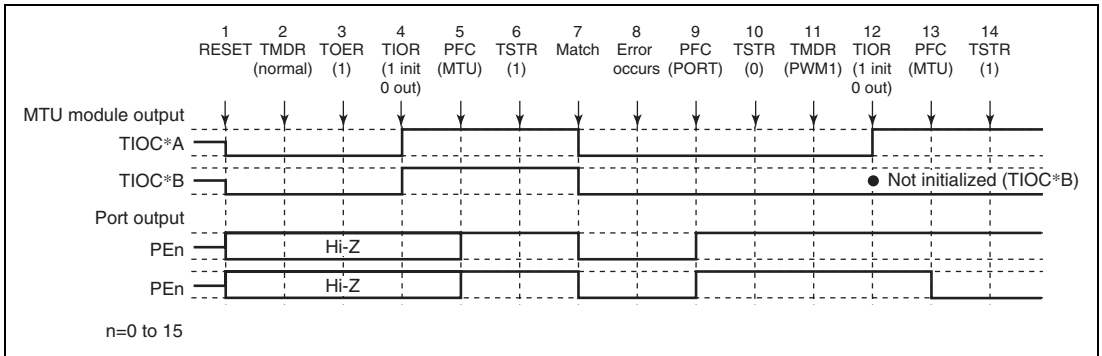 1 2 3 4 5 6 7 8 9 10 11 12 13 14
RESET TMDR TOER TIOR PFC TSTR Match Error PFC TSTR TMDR TIOR PFC TSTR
(normal) (1) (1 init (MTU) (1) occurs (PORT) (0) (PWM1) (1 init (MTU) (1)
0 out) 0 out)
MTU module output
TIOC*A
TIOC*B
● Not initialized (TIOC*B)
Port output
PEn Hi-Z
PEn Hi-Z
n=0 to 15